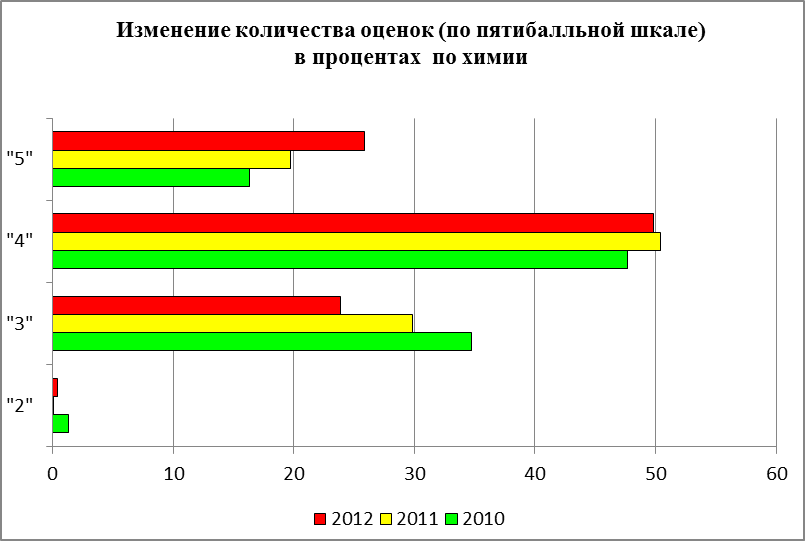 Изменение количества оценок (по пятибалльной шкале)
в процентах по химии
"5"
"4"
"3"
"2"
0 10 20 30 40 50 60
2012 2011 2010